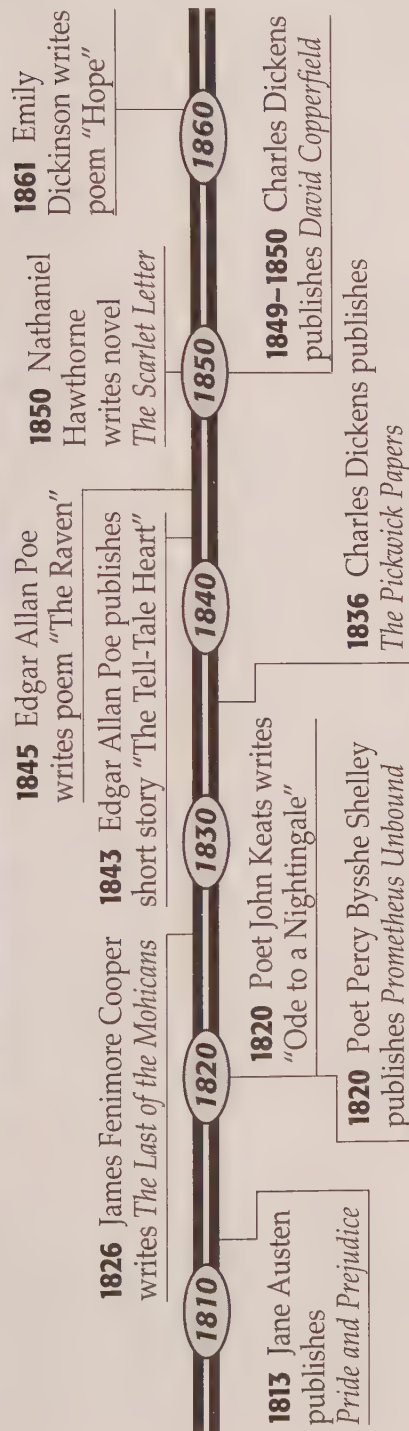 1826 James Fenimore Cooper
writes The Last of the Mohicans
1843 Edgar Allan Poe publishes
short story "The Tell-Tale Heart"
1845 Edgar Allan Poe
writes poem "The Raven"
1850 Nathaniel
Hawthorne
writes novel
The Scarlet Letter
1861 Emily
Dickinson writes
poem "Hope"
1810
1820
1830
1840
1850
1860
1813 Jane Austen
publishes
Pride and Prejudice
1820 Poet John Keats writes
"Ode to a Nightingale"
1820 Poet Percy Bysshe Shelley
publishes Prometheus Unbound
1836 Charles Dickens publishes
The Pickwick Papers
1849–1850 Charles Dickens
publishes David Copperfield